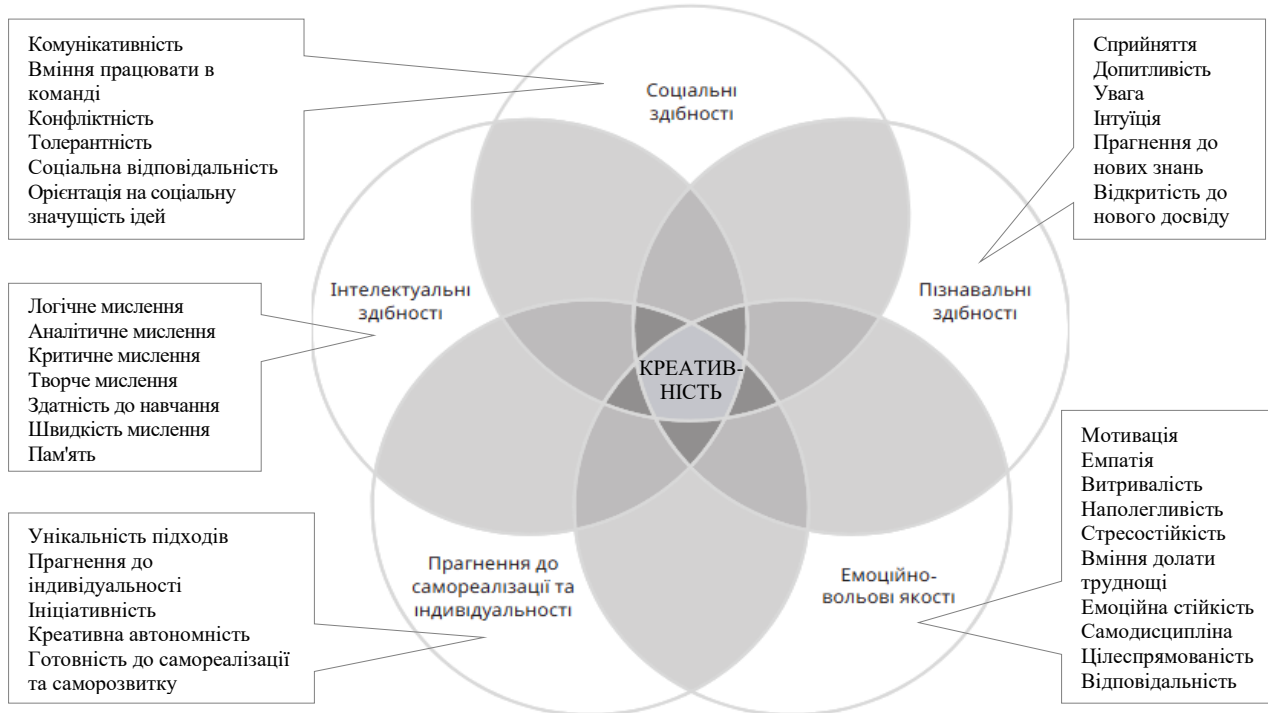 Комунікативність
Вміння працювати в
команді
Конфліктність
Толерантність
Соціальна відповідальність
Орієнтація на соціальну
значущість ідей
Соціальні
здібності
Сприйняття
Допитливість
Увага
Інтуїція
Прагнення до
нових знань
Відкритість до
нового досвіду
Інтелектуальні
здібності
Пізнавальні
здібності
Логічне мислення
Аналітичне мислення
Критичне мислення
Творче мислення
Здатність до навчання
Швидкість мислення
Пам'ять
КРЕАТИВ-
НІСТЬ
Унікальність підходів
Прагнення до
індивідуальності
Ініціативність
Креативна автономність
Готовність до самореалізації
та саморозвитку
Прагнення до
самореалізації та
індивідуальності
Емоційно-
вольові якості
Мотивація
Емпатія
Витривалість
Наполегливість
Стресостійкість
Вміння долати
труднощі
Емоційна стійкість
Самодисципліна
Цілеспрямованість
Відповідальність